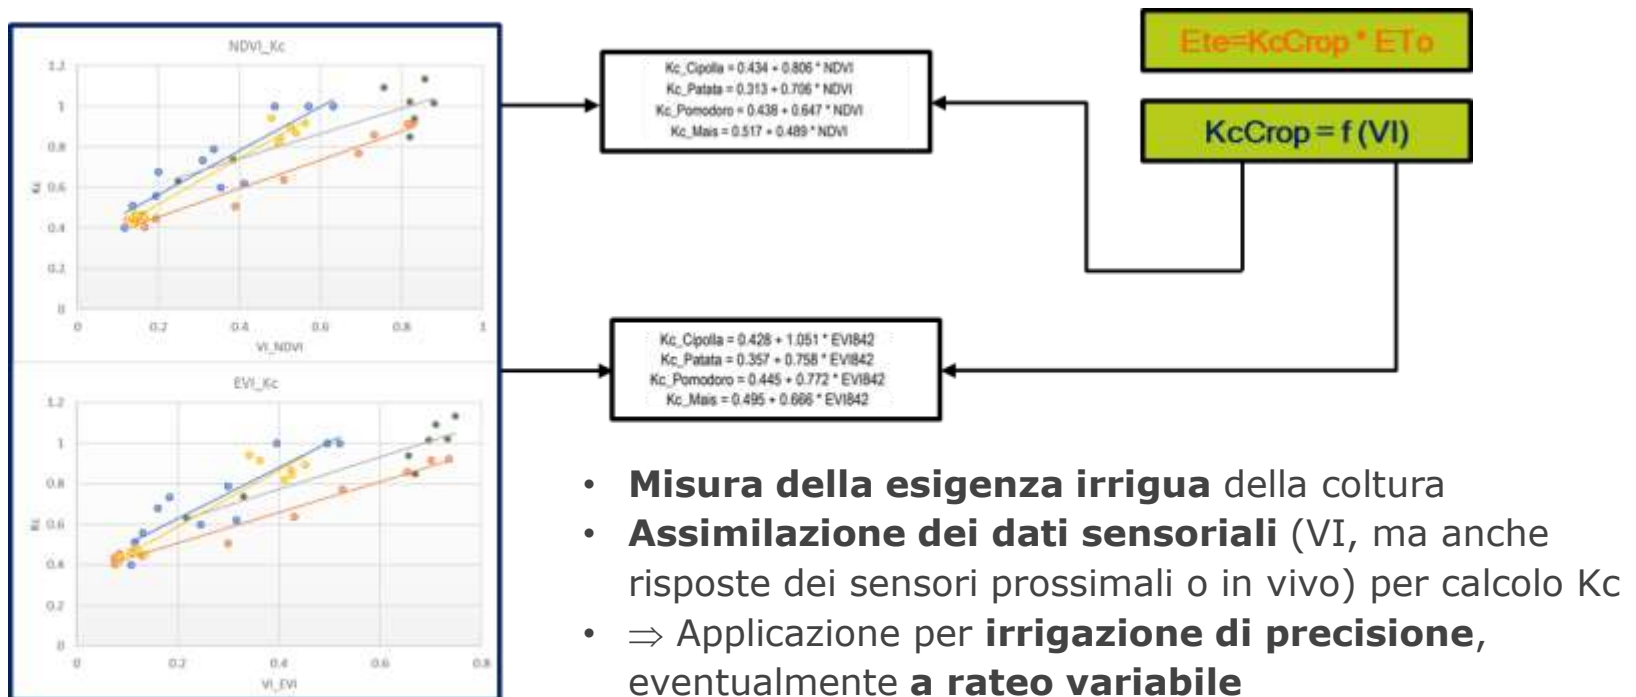 NDVI_Kc
1.2
1
0.8
0.6
0.4
0.2
0
Kc
0 0.2 0.4 0.6 0.8 1
VI_NDVI
EVI_Kc
1.2
1
0.8
0.6
0.4
0.2
0
Kc
0 0.2 0.4 0.6 0.8
VI_EVI
Kc_Cipolla = 0.434 + 0.806 * NDVI
Kc_Patata = 0.313 + 0.706 * NDVI
Kc_Pomodoro = 0.438 + 0.647 * NDVI
Kc_Mais = 0.517 + 0.489 * NDVI
Ete=KcCrop * ETo
KcCrop = f (VI)
Kc_Cipolla = 0.428 + 1.051 * EVI842
Kc_Patata = 0.357 + 0.758 * EVI842
Kc_Pomodoro = 0.445 + 0.772 * EVI842
Kc_Mais = 0.495 + 0.666 * EVI842
• Misura della esigenza irrigua della coltura
• Assimilazione dei dati sensoriali (VI, ma anche
risposte dei sensori prossimali o in vivo) per calcolo Kc
• ⇒ Applicazione per irrigazione di precisione,
eventualmente a rateo variabile